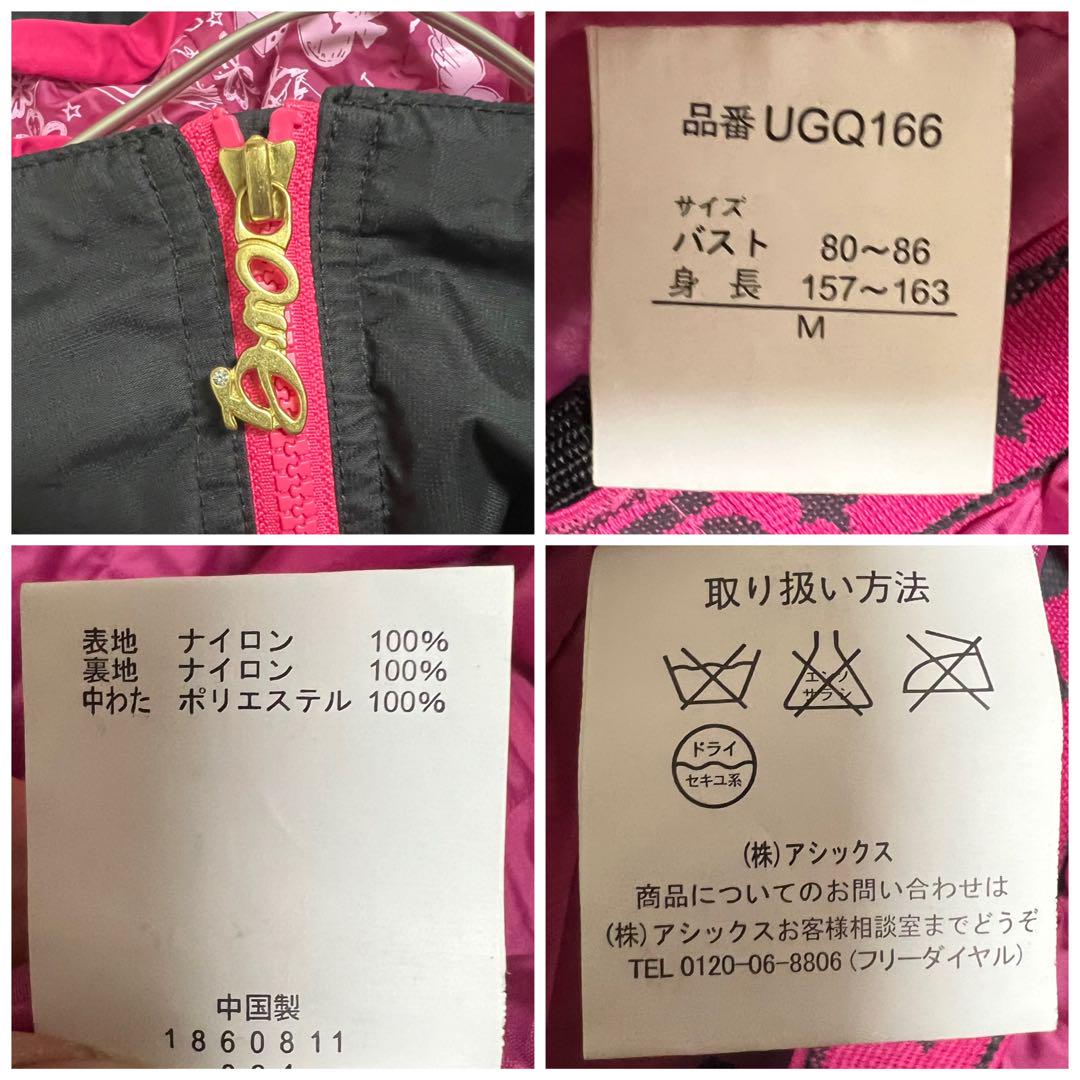 品番 UGQ166
サイズ
バスト 80～86
身長 157～163
M
表地 ナイロン 100%
裏地 ナイロン 100%
中わた ポリエステル 100%
中国製
1860811
取り扱い方法
エンソ
サラシ
ドライ
セキユ系
(株)アシックス
商品についてのお問い合わせは
(株)アシックスお客様相談室までどうぞ
TEL 0120-06-8806 (フリーダイヤル)